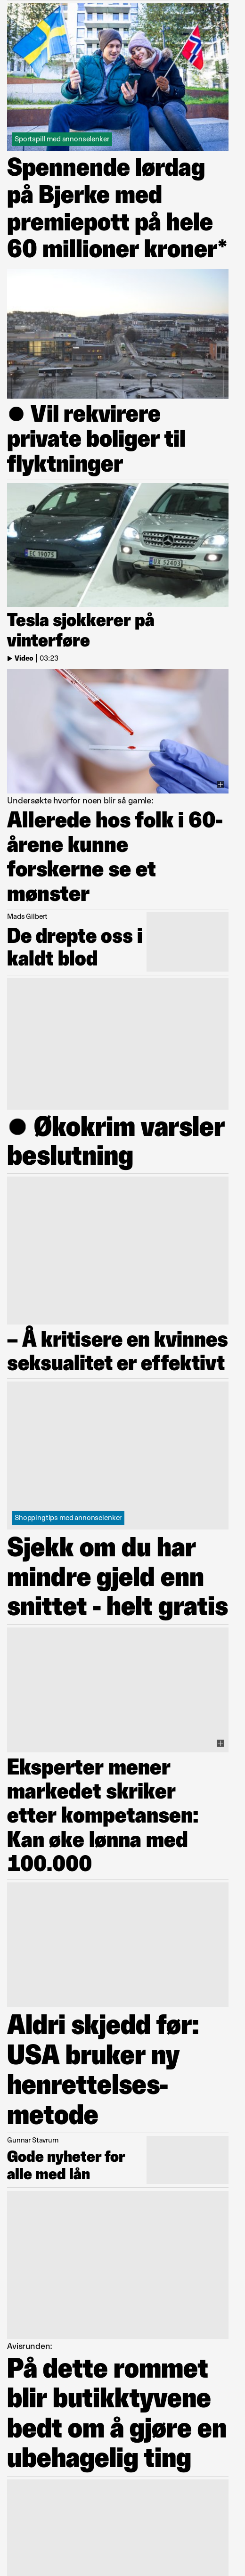 Sportspill med annonselenker
Spennende lørdag
på Bjerke med
premiepott på hele
60 millioner kroner*
● Vil rekvirere
private boliger til
flyktninger
Tesla sjokkerer på
vinterføre
Video | 03:23
Undersøkte hvorfor noen blir så gamle:
Allerede hos folk i 60-
årene kunne
forskerne se et
mønster
Mads Gilbert
De drepte oss i
kaldt blod
● Økokrim varsler
beslutning
– Å kritisere en kvinnes
seksualitet er effektivt
Shoppingtips med annonselenker
Sjekk om du har
mindre gjeld enn
snittet - helt gratis
Eksperter mener
markedet skriker
etter kompetansen:
Kan øke lønna med
100.000
Aldri skjedd før:
USA bruker ny
henrettelses-
metode
Gunnar Stavrum
Gode nyheter for
alle med lån
Avisrunden:
På dette rommet
blir butikktyvene
bedt om å gjøre en
ubehagelig ting